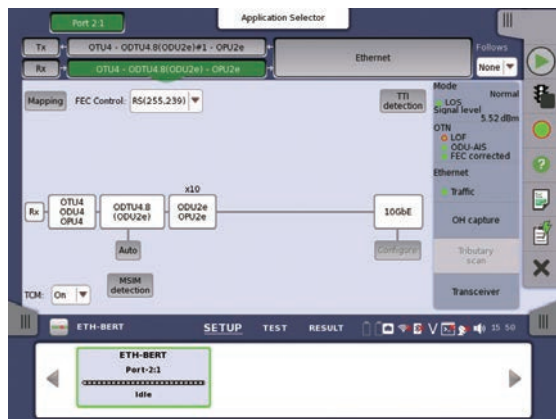 Port 2:1
Application Selector
Tx
OTU4 - ODTU4.8(ODU2e)#1 - OPU2e
Ethernet
Follows
Rx
OTU4 - ODTU4.8(ODU2e) - OPU2e
None
Mapping
FEC Control:
RS(255,239)
TTI
detection
Mode
Normal
LOS
Signal level
5.52 dBm
OTN
LOF
ODU-AIS
FEC corrected
Ethernet
Traffic
x10
Rx
OTU4
ODU4
OPU4
ODTU4.8
(ODU2e)
ODU2e
OPU2e
10GbE
OH capture
Auto
Configure
Tributary
scan
MSIM
detection
TCM:
On
Transceiver
ETH-BERT
SETUP
TEST
RESULT
V
15 50
ETH-BERT
Port-2:1
Idle